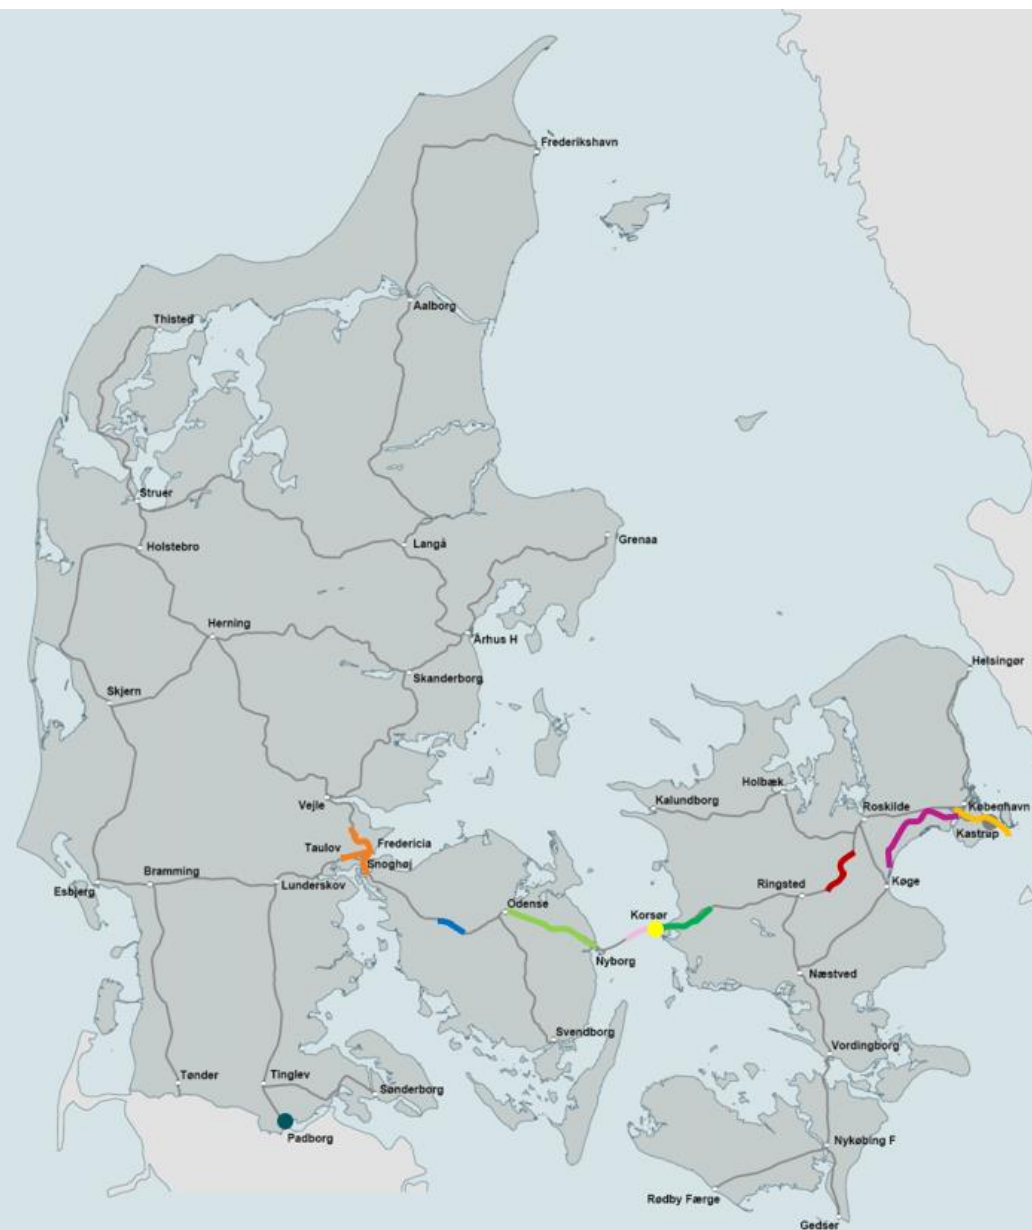 Frederikshavn
Aalborg
Thisted
Struer
Holstebro
Langå
Grenaa
Herning
Århus H
Skanderborg
Helsingør
Skjern
Holbæk
Vejle
Kalundborg
København
Roskilde
Kastrup
Taulov
Fredericia
Snoghøj
Bramming
Esbjerg
Lunderskov
Ringsted
Køge
Odense
Korsør
Nyborg
Næstved
Svendborg
Vordingborg
Tønder
Tinglev
Sønderborg
Padborg
Nykøbing F
Rødby Færge
Gedser